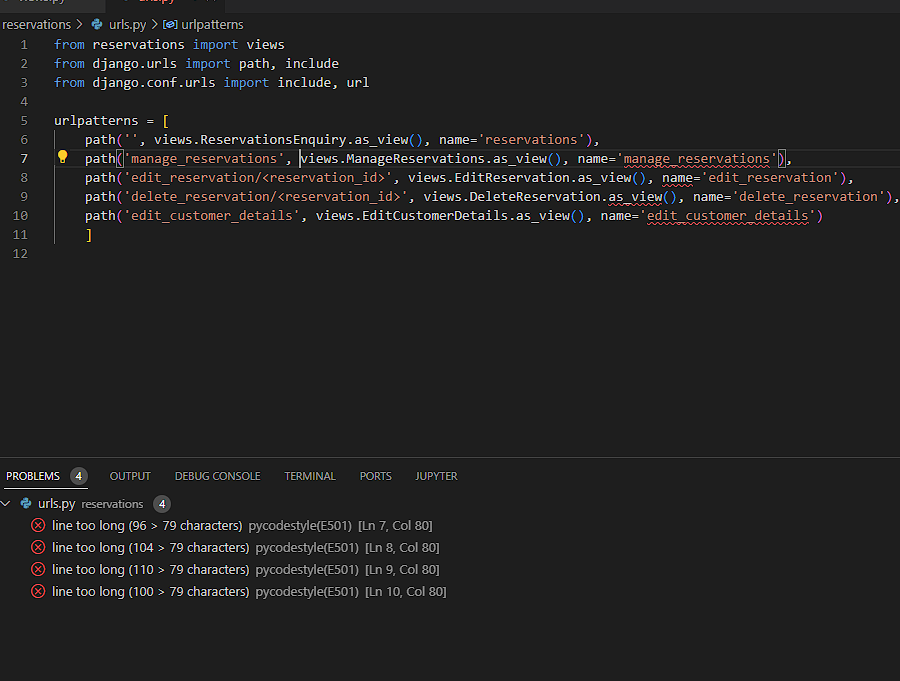 reservations > urls.py > urlpatterns
1 from reservations import views
2 from django.urls import path, include
3 from django.conf.urls import include, url
4
5 urlpatterns = [
6 path('', views.ReservationsEnquiry.as_view(), name='reservations'),
7 path('manage_reservations', views.ManageReservations.as_view(), name='manage_reservations'),
8 path('edit_reservation/<reservation_id>', views.EditReservation.as_view(), name='edit_reservation'),
9 path('delete_reservation/<reservation_id>', views.DeleteReservation.as_view(), name='delete_reservation'),
10 path('edit_customer_details', views.EditCustomerDetails.as_view(), name='edit_customer_details')
11 ]
12
PROBLEMS 4 OUTPUT DEBUG CONSOLE TERMINAL PORTS JUPYTER
urls.py reservations 4
line too long (96 > 79 characters) pycodestyle(E501) [Ln 7, Col 80]
line too long (104 > 79 characters) pycodestyle(E501) [Ln 8, Col 80]
line too long (110 > 79 characters) pycodestyle(E501) [Ln 9, Col 80]
line too long (100 > 79 characters) pycodestyle(E501) [Ln 10, Col 80]